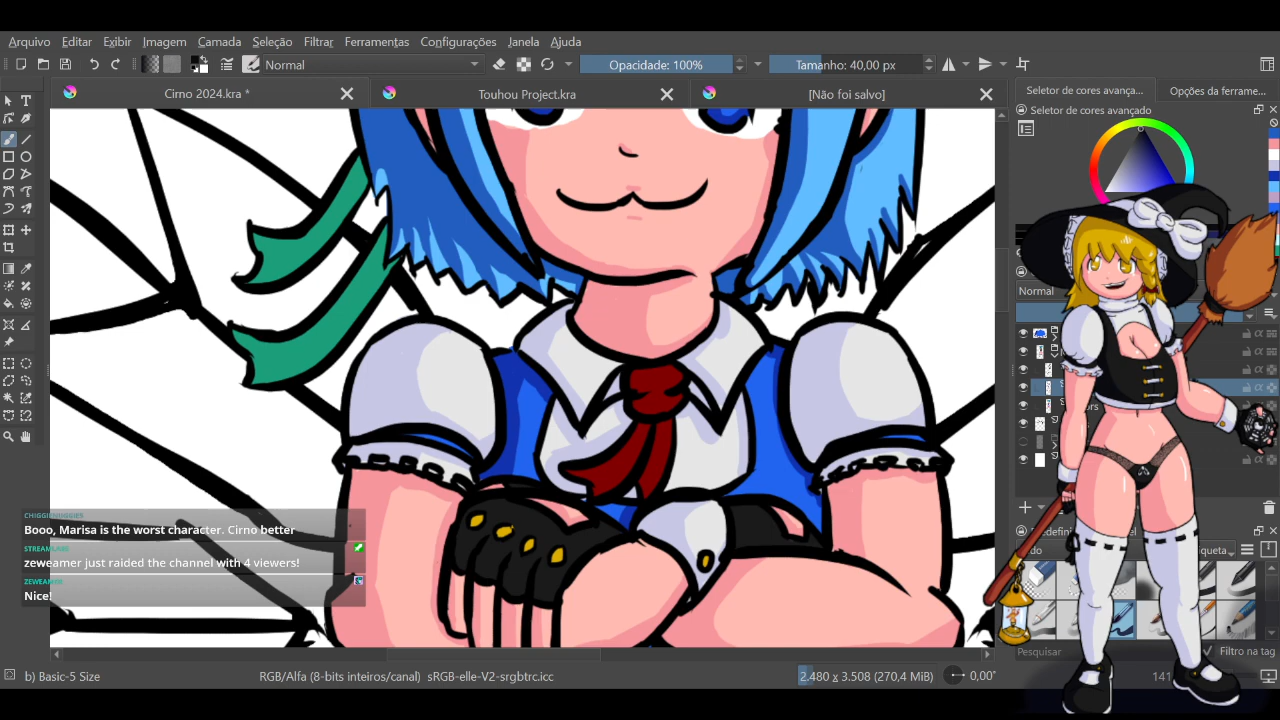 Arquivo Editar Exibir Imagem Camada Seleção Filtrar Ferramentas Configurações Janela Ajuda
Normal Opacidade: 100% Tamanho: 40,00 px
Cirno 2024.kra * Touhou Project.kra [Não foi salvo]
Seletor de cores avança... Opções da ferrame...
Seletor de cores avançado
Normal
Booo, Marisa is the worst character. Cirno better
zeweamer just raided the channel with 4 viewers!
ZEWEAMER
Nice!
Pesquisar Filtro na tag
b) Basic-5 Size RGB/Alfa (8-bits inteiros/canal) sRGB-elle-V2-srgbtrc.icc 2.480 x 3.508 (270,4 MiB) 0,00° 141